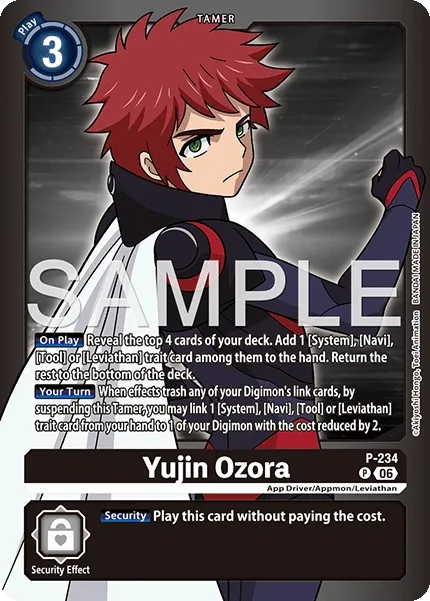 TAMER
Play
3
SAMPLE
On Play Reveal the top 4 cards of your deck. Add 1 [System], [Navi],
[Tool] or [Leviathan] trait card among them to the hand. Return the
rest to the bottom of the deck.
Your Turn When effects trash any of your Digimon's link cards, by
suspending this Tamer, you may link 1 [System], [Navi], [Tool] or [Leviathan]
trait card from your hand to 1 of your Digimon with the cost reduced by 2.
©Akiyoshi Hongo, Toei Animation BANDAI MADE IN JAPAN
Yujin Ozora
P-234
P 06
App Driver/Appmon/Leviathan
Security Play this card without paying the cost.
Security Effect